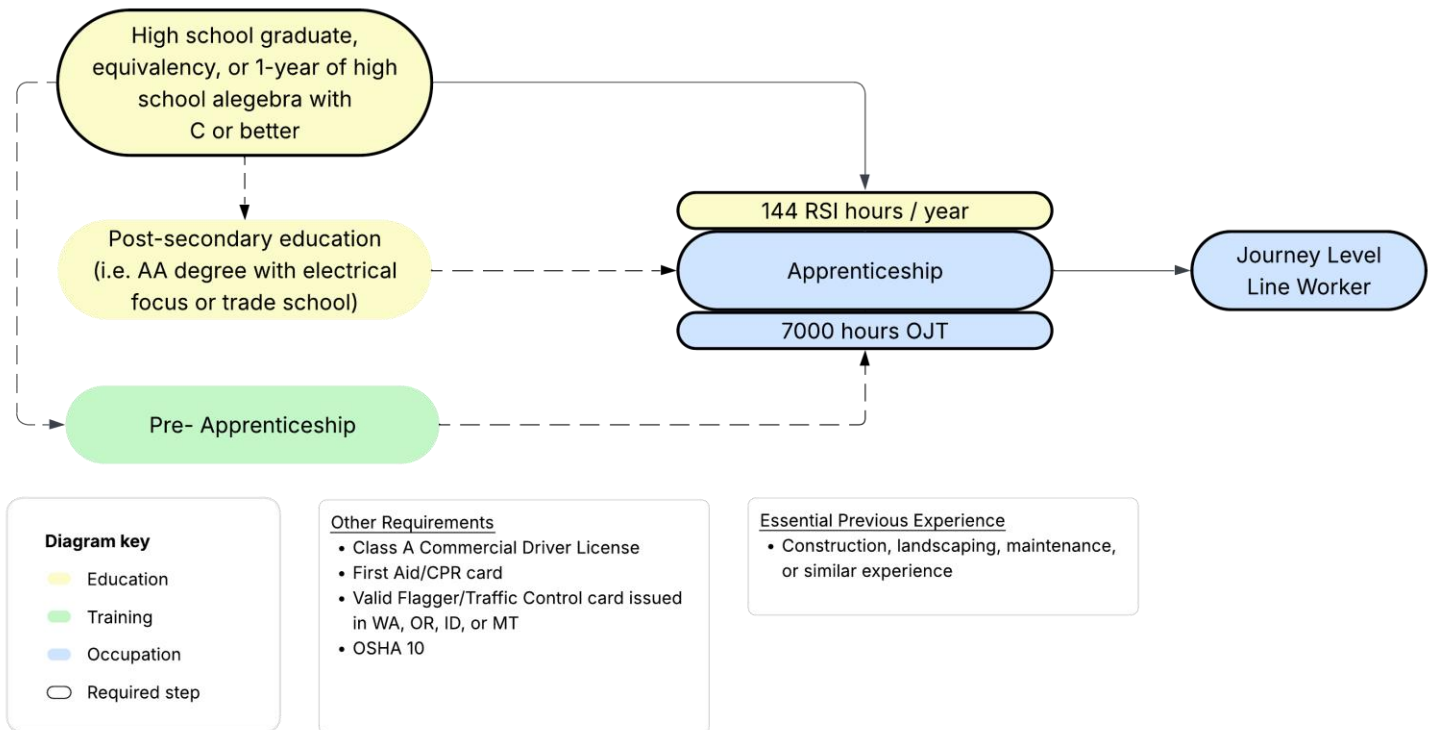 High school graduate,
equivalency, or 1-year of high
school alegebra with
C or better
144 RSI hours / year
Post-secondary education
(i.e. AA degree with electrical
focus or trade school)
Apprenticeship
Journey Level
Line Worker
7000 hours OJT
Pre- Apprenticeship
Diagram key
Education
Training
Occupation
Required step
Other Requirements
• Class A Commercial Driver License
• First Aid/CPR card
• Valid Flagger/Traffic Control card issued
in WA, OR, ID, or MT
• OSHA 10
Essential Previous Experience
• Construction, landscaping, maintenance,
or similar experience